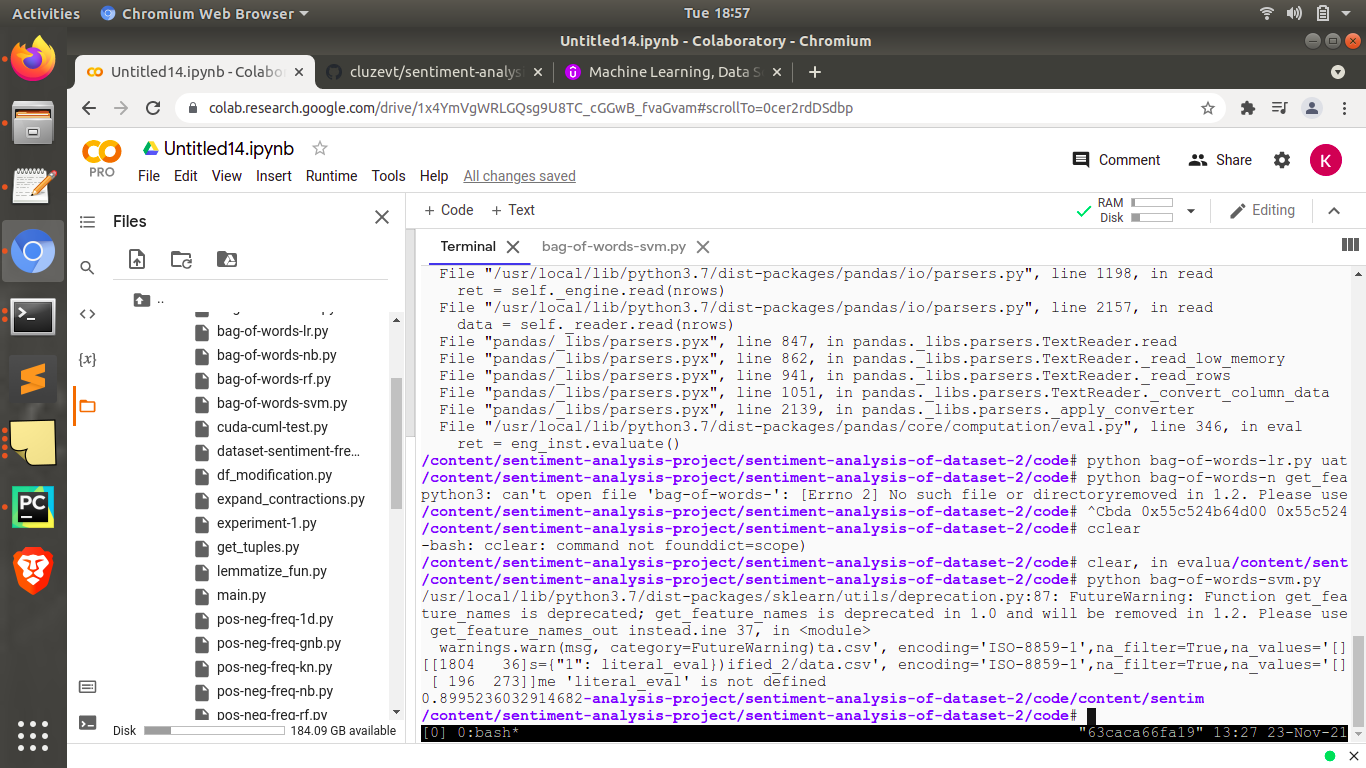 Activities
Chromium Web Browser
Tue 18:57
Untitled14.ipynb - Colaboratory - Chromium
Untitled14.ipynb - Colabo
cluzevt/sentiment-analys
Machine Learning, Data S
colab.research.google.com/drive/1x4YmVgWRLGQsg9U8TC_cGGwB_fvaGvam#scrollTo=0cer2rdDSdbp
PRO
Untitled14.ipynb
File Edit View Insert Runtime Tools Help All changes saved
Comment
Share
K
Files
+ Code + Text
RAM
Disk
Editing
Terminal
bag-of-words-svm.py
..
bag-of-words-lr.py
bag-of-words-nb.py
bag-of-words-rf.py
bag-of-words-svm.py
cuda-cuml-test.py
dataset-sentiment-fre...
df_modification.py
expand_contractions.py
experiment-1.py
get_tuples.py
lemmatize_fun.py
main.py
pos-neg-freq-1d.py
pos-neg-freq-gnb.py
pos-neg-freq-kn.py
pos-neg-freq-nb.py
pos-neg-freq-rf.py
Disk
184.09 GB available
File "/usr/local/lib/python3.7/dist-packages/pandas/io/parsers.py", line 1198, in read
ret = self._engine.read(nrows)
File "/usr/local/lib/python3.7/dist-packages/pandas/io/parsers.py", line 2157, in read
data = self._reader.read(nrows)
File "pandas/_libs/parsers.pyx", line 847, in pandas._libs.parsers.TextReader.read
File "pandas/_libs/parsers.pyx", line 862, in pandas._libs.parsers.TextReader._read_low_memory
File "pandas/_libs/parsers.pyx", line 941, in pandas._libs.parsers.TextReader._read_rows
File "pandas/_libs/parsers.pyx", line 1051, in pandas._libs.parsers.TextReader._convert_column_data
File "pandas/_libs/parsers.pyx", line 2139, in pandas._libs.parsers._apply_converter
File "/usr/local/lib/python3.7/dist-packages/pandas/core/computation/eval.py", line 346, in eval
ret = eng_inst.evaluate()
/content/sentiment-analysis-project/sentiment-analysis-of-dataset-2/code# python bag-of-words-lr.py uat
/content/sentiment-analysis-project/sentiment-analysis-of-dataset-2/code# python bag-of-words-n get_fea
python3: can't open file 'bag-of-words-': [Errno 2] No such file or directoryremoved in 1.2. Please use
/content/sentiment-analysis-project/sentiment-analysis-of-dataset-2/code# ^Cbda 0x55c524b64d00 0x55c524
/content/sentiment-analysis-project/sentiment-analysis-of-dataset-2/code# cclear
-bash: cclear: command not founddict=scope)
/content/sentiment-analysis-project/sentiment-analysis-of-dataset-2/code# clear, in evalua/content/sent
/content/sentiment-analysis-project/sentiment-analysis-of-dataset-2/code# python bag-of-words-svm.py
/usr/local/lib/python3.7/dist-packages/sklearn/utils/deprecation.py:87: FutureWarning: Function get_fea
ture_names is deprecated; get_feature_names is deprecated in 1.0 and will be removed in 1.2. Please use
get_feature_names_out instead.ine 37, in <module>
warnings.warn(msg, category=FutureWarning)ta.csv', encoding='ISO-8859-1',na_filter=True,na_values='[]
[[1804 36]s={"1": literal_eval})ified_2/data.csv', encoding='ISO-8859-1',na_filter=True,na_values='[]
[ 196 273]]me 'literal_eval' is not defined
0.8995236032914682-analysis-project/sentiment-analysis-of-dataset-2/code/content/sentim
/content/sentiment-analysis-project/sentiment-analysis-of-dataset-2/code#
[0] 0:bash*
"63caca66fa19" 13:27 23-Nov-21